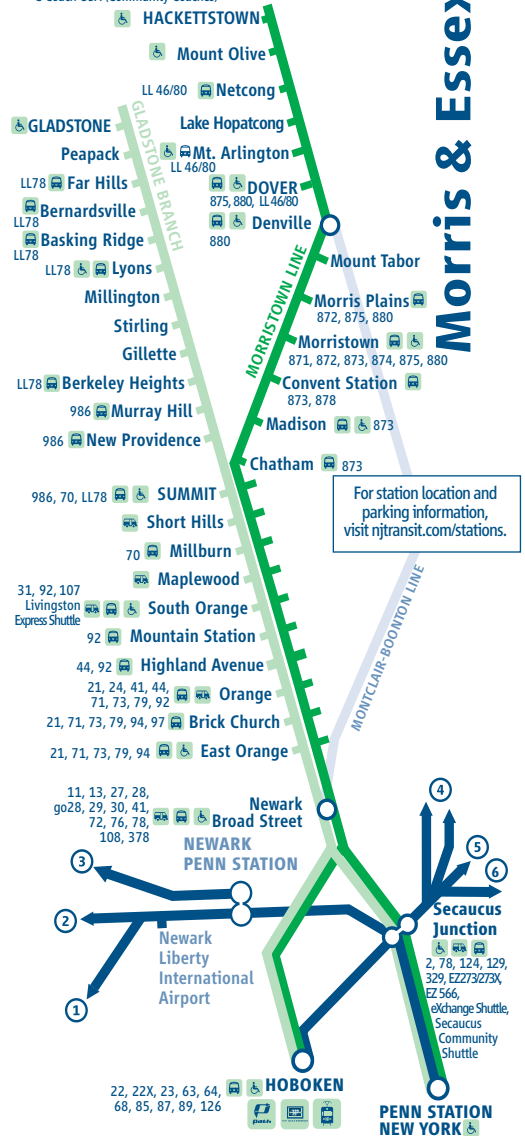 HACKETTSTOWN
Mount Olive
LL 46/80 Netcong
Lake Hopatcong
Mt. Arlington
LL 46/80
DOVER
875, 880, LL 46/80
Denville
880
Morris & Essex
GLADSTONE
Peapack
LL78 Far Hills
Bernardsville
LL78
Basking Ridge
LL78
LL78 Lyons
Millington
Stirling
Gillette
LL78 Berkeley Heights
986 Murray Hill
986 New Providence
GLADSTONE BRANCH
MORRISTOWN LINE
Mount Tabor
Morris Plains
872, 875, 880
Morristown
871, 872, 873, 874, 875, 880
Convent Station
873, 878
Madison 873
Chatham 873
For station location and
parking information,
visit njtransit.com/stations.
MONTCLAIR-BOONTON LINE
986, 70, LL78 SUMMIT
Short Hills
70 Millburn
Maplewood
31, 92, 107
Livingston
Express Shuttle
South Orange
92 Mountain Station
44, 92 Highland Avenue
21, 24, 41, 44,
71, 73, 79, 92
Orange
21, 71, 73, 79, 94, 97 Brick Church
21, 71, 73, 79, 94 East Orange
11, 13, 27, 28,
go28, 29, 30, 41,
72, 76, 78,
108, 378
Newark
Broad Street
NEWARK
PENN STATION
3
2
1
Newark
Liberty
International
Airport
4
5
6
Secaucus
Junction
2, 78, 124, 129,
329, EZ273/273X,
EZ 566,
eXchange Shuttle,
Secaucus
Community
Shuttle
22, 22X, 23, 63, 64,
68, 85, 87, 89, 126
HOBOKEN
path
PENN STATION
NEW YORK